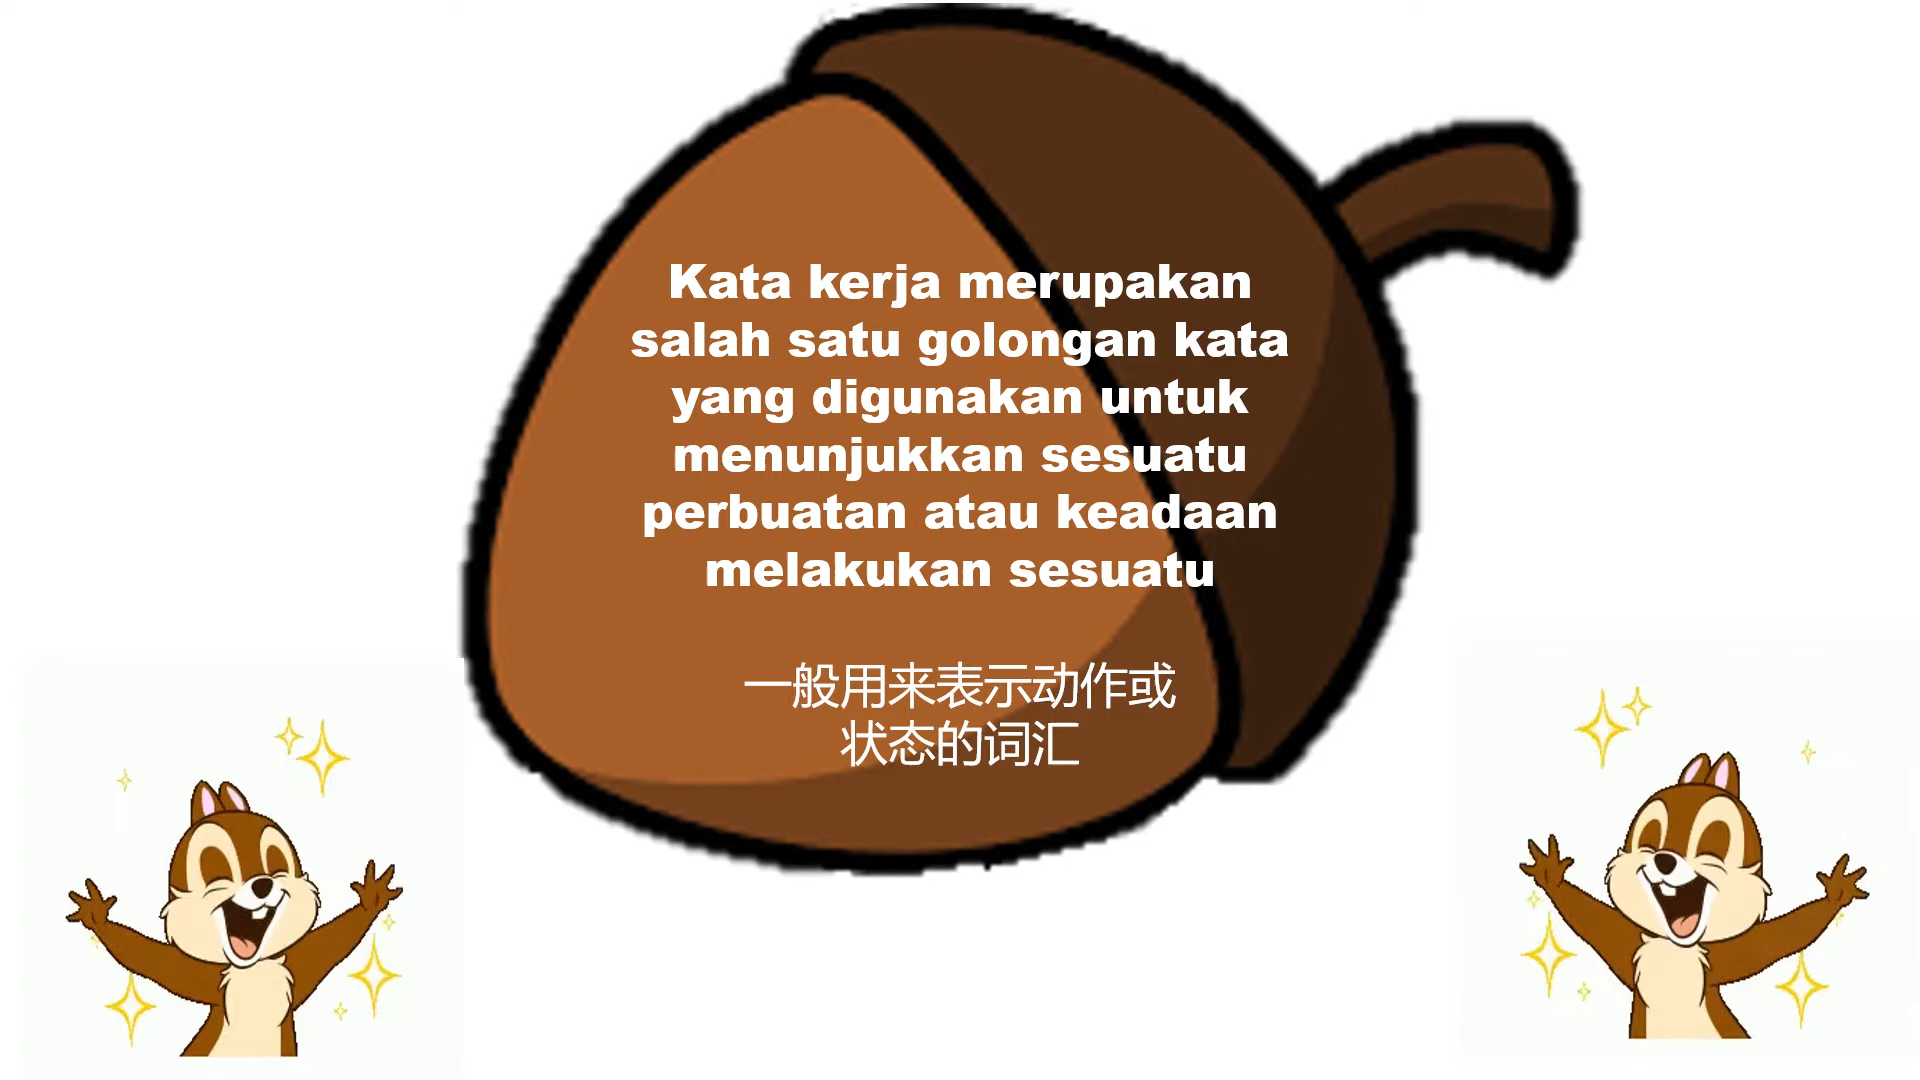 Kata kerja merupakan
salah satu golongan kata
yang digunakan untuk
menunjukkan sesuatu
perbuatan atau keadaan
melakukan sesuatu
一般用来表示动作或
状态的词汇